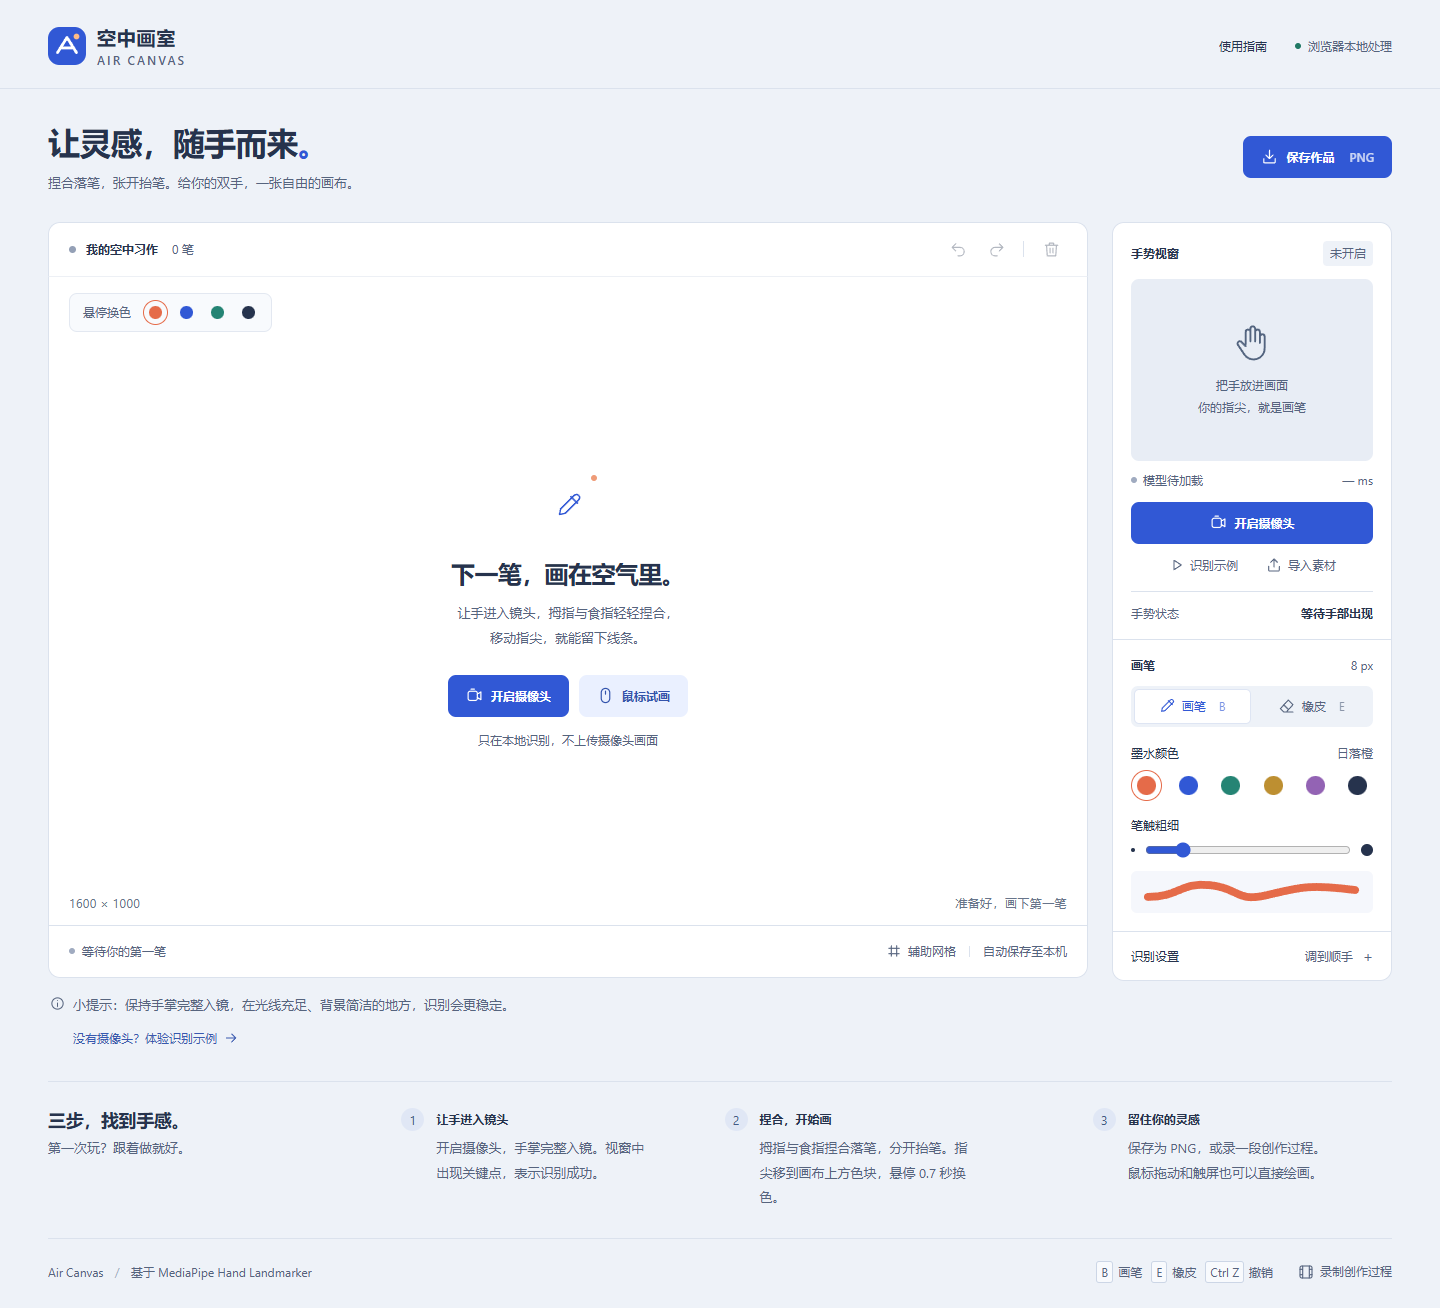 空中画室
AIR CANVAS
使用指南
浏览器本地处理
让灵感，随手而来。
捏合落笔，张开抬笔。给你的双手，一张自由的画布。
保存作品 PNG
我的空中习作 0 笔
悬停换色
下一笔，画在空气里。
让手进入镜头，拇指与食指轻轻捏合，
移动指尖，就能留下线条。
开启摄像头
鼠标试画
只在本地识别，不上传摄像头画面
1600 × 1000
准备好，画下第一笔
等待你的第一笔
辅助网格
自动保存至本机
手势视窗
未开启
把手放进画面
你的指尖，就是画笔
模型待加载
— ms
开启摄像头
识别示例
导入素材
手势状态
等待手部出现
画笔
8 px
画笔 B
橡皮 E
墨水颜色
日落橙
笔触粗细
识别设置
调到顺手 +
小提示：保持手掌完整入镜，在光线充足、背景简洁的地方，识别会更稳定。
没有摄像头？体验识别示例 →
三步，找到手感。
第一次玩？跟着做就好。
1
让手进入镜头
开启摄像头，手掌完整入镜。视窗中
出现关键点，表示识别成功。
2
捏合，开始画
拇指与食指捏合落笔，分开抬笔。指
尖移到画布上方色块，悬停 0.7 秒换
色。
3
留住你的灵感
保存为 PNG，或录一段创作过程。
鼠标拖动和触屏也可以直接绘画。
Air Canvas / 基于 MediaPipe Hand Landmarker
B 画笔 E 橡皮 Ctrl Z 撤销
录制创作过程